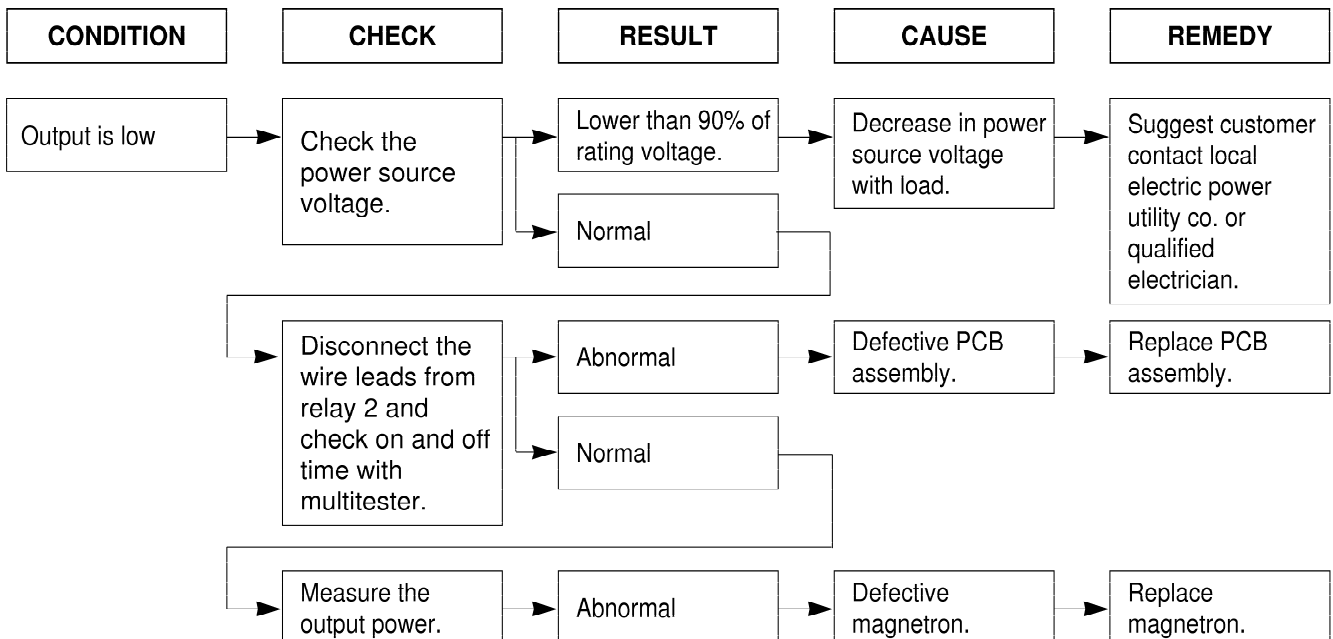 CONDITION
CHECK
RESULT
CAUSE
REMEDY
Output is low
Check the
power source
voltage.
Lower than 90% of
rating voltage.
Decrease in power
source voltage
with load.
Suggest customer
contact local
electric power
utility co. or
qualified
electrician.
Normal
Disconnect the
wire leads from
relay 2 and
check on and off
time with
multitester.
Abnormal
Defective PCB
assembly.
Replace PCB
assembly.
Normal
Measure the
output power.
Abnormal
Defective
magnetron.
Replace
magnetron.